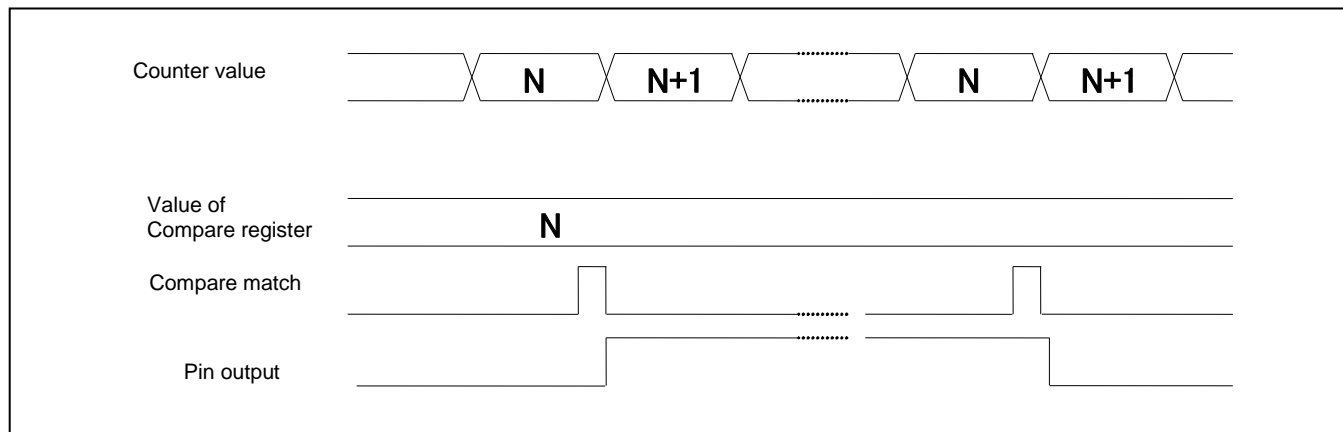 Counter value
N N+1 N N+1
Value of
Compare register
N
Compare match
Pin output